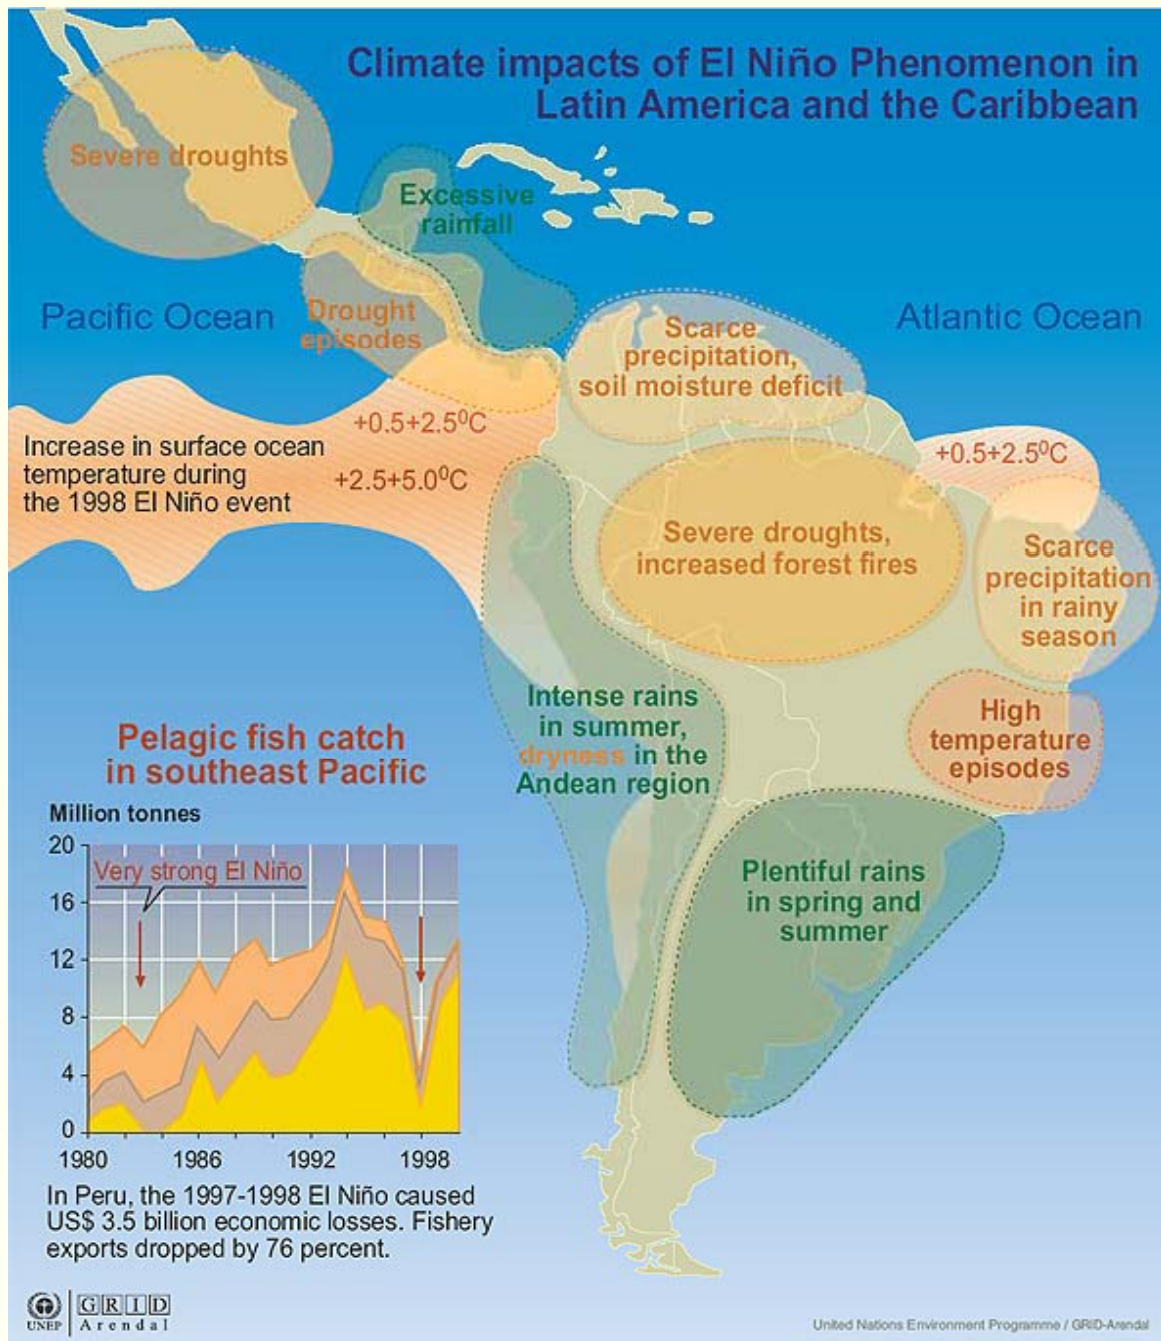 Climate impacts of El Niño Phenomenon in
Latin America and the Caribbean
Severe droughts
Excessive
rainfall
Pacific Ocean
Drought
episodes
Atlantic Ocean
Scarce
precipitation,
soil moisture deficit
+0.5+2.5⁰C
+2.5+5.0⁰C
Increase in surface ocean
temperature during
the 1998 El Niño event
+0.5+2.5⁰C
Severe droughts,
increased forest fires
Scarce
precipitation
in rainy
season
Intense rains
in summer,
dryness in the
Andean region
High
temperature
episodes
Plentiful rains
in spring and
summer
Pelagic fish catch
in southeast Pacific
Million tonnes
20
16
12
8
4
0
Very strong El Niño
1980 1986 1992 1998
In Peru, the 1997-1998 El Niño caused
US$ 3.5 billion economic losses. Fishery
exports dropped by 76 percent.
UNEP
GRID
Arendal
United Nations Environment Programme / GRID-Arendal